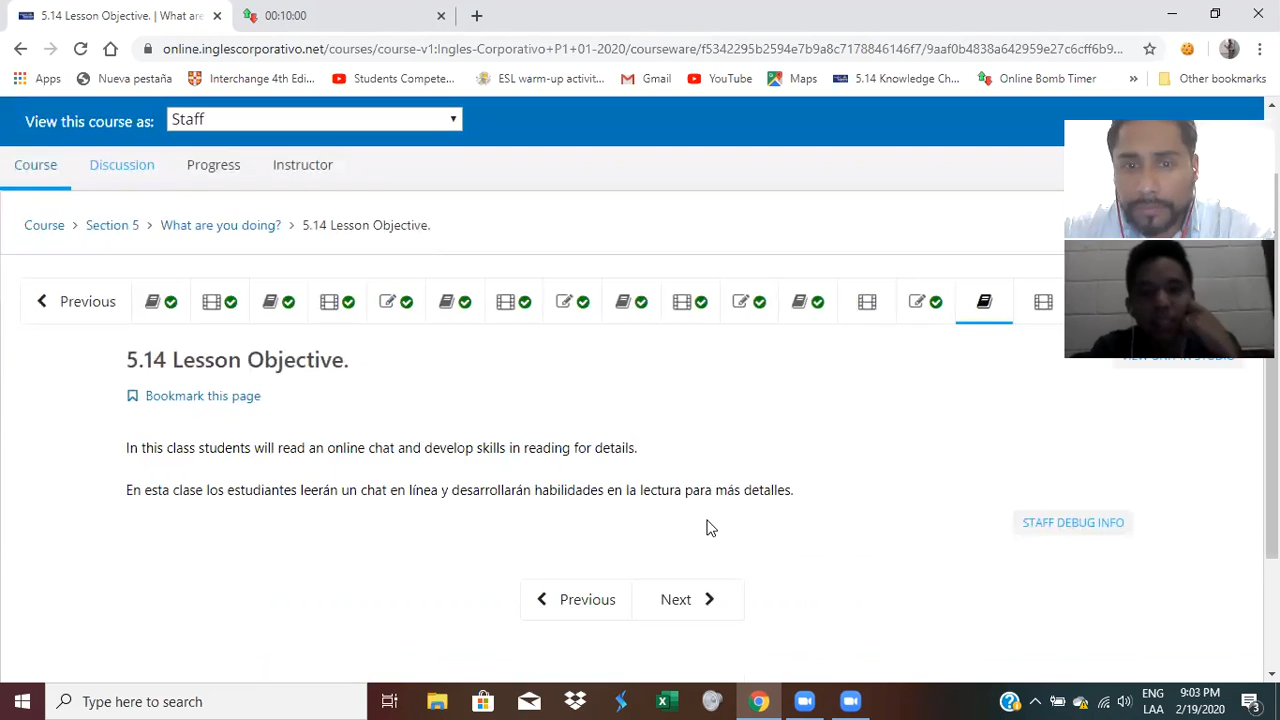 5.14 Lesson Objective. | What are
00:10:00
online.inglescorporativo.net/courses/course-v1:Ingles-Corporativo+P1+01-2020/courseware/f5342295b2594e7b9a8c7178846146f7/9aaf0b4838a642959e27c6cff6b9...
Apps
Nueva pestaña
Interchange 4th Edi...
Students Compete...
ESL warm-up activit...
Gmail
YouTube
Maps
5.14 Knowledge Ch...
Online Bomb Timer
»
Other bookmarks
View this course as:
Staff
Course
Discussion
Progress
Instructor
Course > Section 5 > What are you doing? > 5.14 Lesson Objective.
Previous
5.14 Lesson Objective.
Bookmark this page
In this class students will read an online chat and develop skills in reading for details.
En esta clase los estudiantes leerán un chat en línea y desarrollarán habilidades en la lectura para más detalles.
STAFF DEBUG INFO
Previous
Next
Type here to search
ENG
9:03 PM
LAA
2/19/2020
3